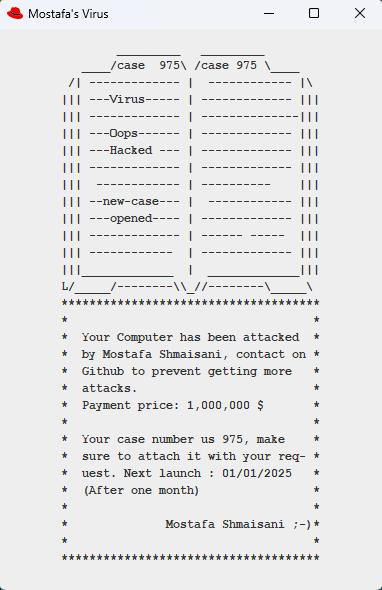 Mostafa's Virus
         _________   _________
    ____/case  975\ /case 975 \____
  /| ------------- |  ------------ |\
 ||| ---Virus----- | ------------- |||
 ||| ------------- | --------------|||
 ||| ---Oops------ | ------------- |||
 ||| ---Hacked --- | ------------- |||
 ||| ------------- | ------------- |||
 |||  ------------ | ----------    |||
 ||| --new-case--- |  ------------ |||
 ||| ---opened---- | ------------- |||
 ||| ------------- | ------ -----  |||
 ||| ------------  | ------------- |||
 |||_____________  |  _____________|||
 L/_____/--------\\_//--------\_____\
*************************************
*                                   *
*  Your Computer has been attacked  *
*  by Mostafa Shmaisani, contact on *
*  Github to prevent getting more   *
*  attacks.                         *
*  Payment price: 1,000,000 $       *
*                                   *
*  Your case number us 975, make    *
*  sure to attach it with your req- *
*  uest. Next launch : 01/01/2025   *
*  (After one month)                *
*                                   *
*              Mostafa Shmaisani ;-)*
*                                   *
*************************************